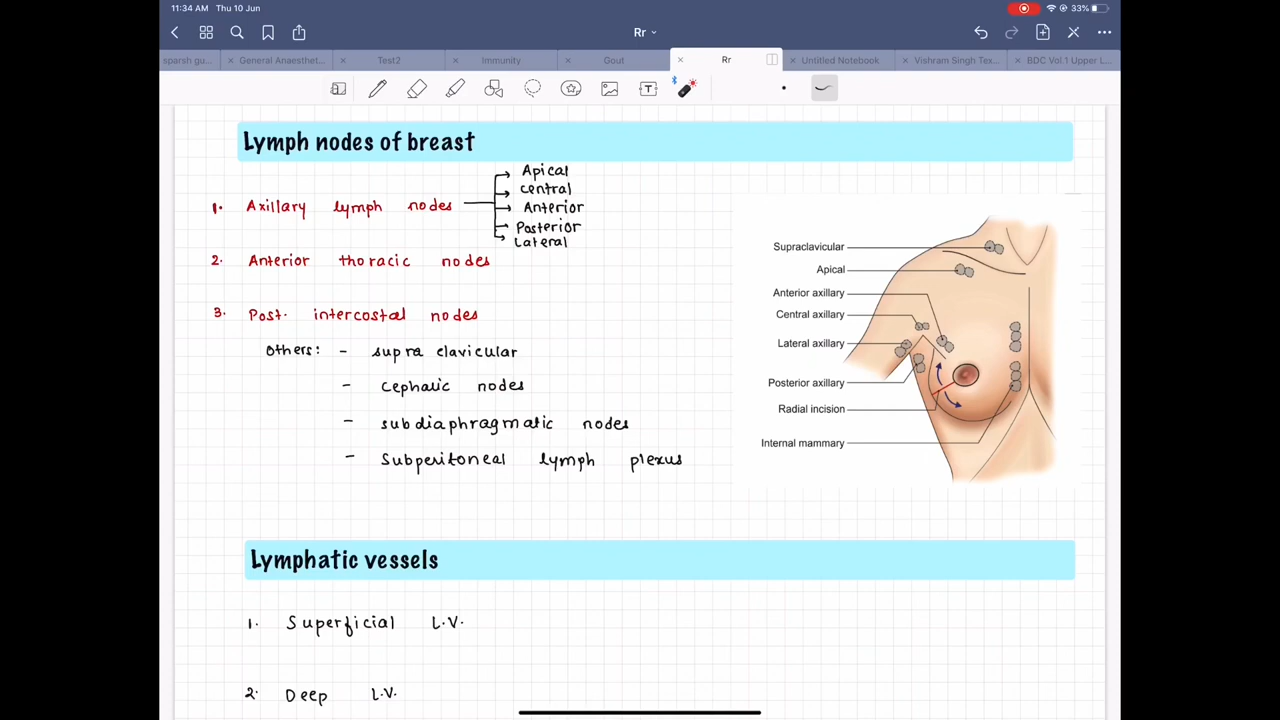 11:34 AM Thu 10 Jun
33%
Rr
sparsh gu...
General Anaesthet...
Test2
Immunity
Gout
Rr
Untitled Notebook
Vishram Singh Tex...
BDC Vol.1 Upper L...
Lymph nodes of breast
Apical
Central
1. Axillary lymph nodes
Anterior
Posterior
Lateral
2. Anterior thoracic nodes
3. Post. intercostal nodes
Others: - supra clavicular
- Cephalic nodes
- subdiaphragmatic nodes
- Subperitoneal lymph plexus
Supraclavicular
Apical
Anterior axillary
Central axillary
Lateral axillary
Posterior axillary
Radial incision
Internal mammary
Lymphatic vessels
1. Superficial L.V.
2. Deep L.V.